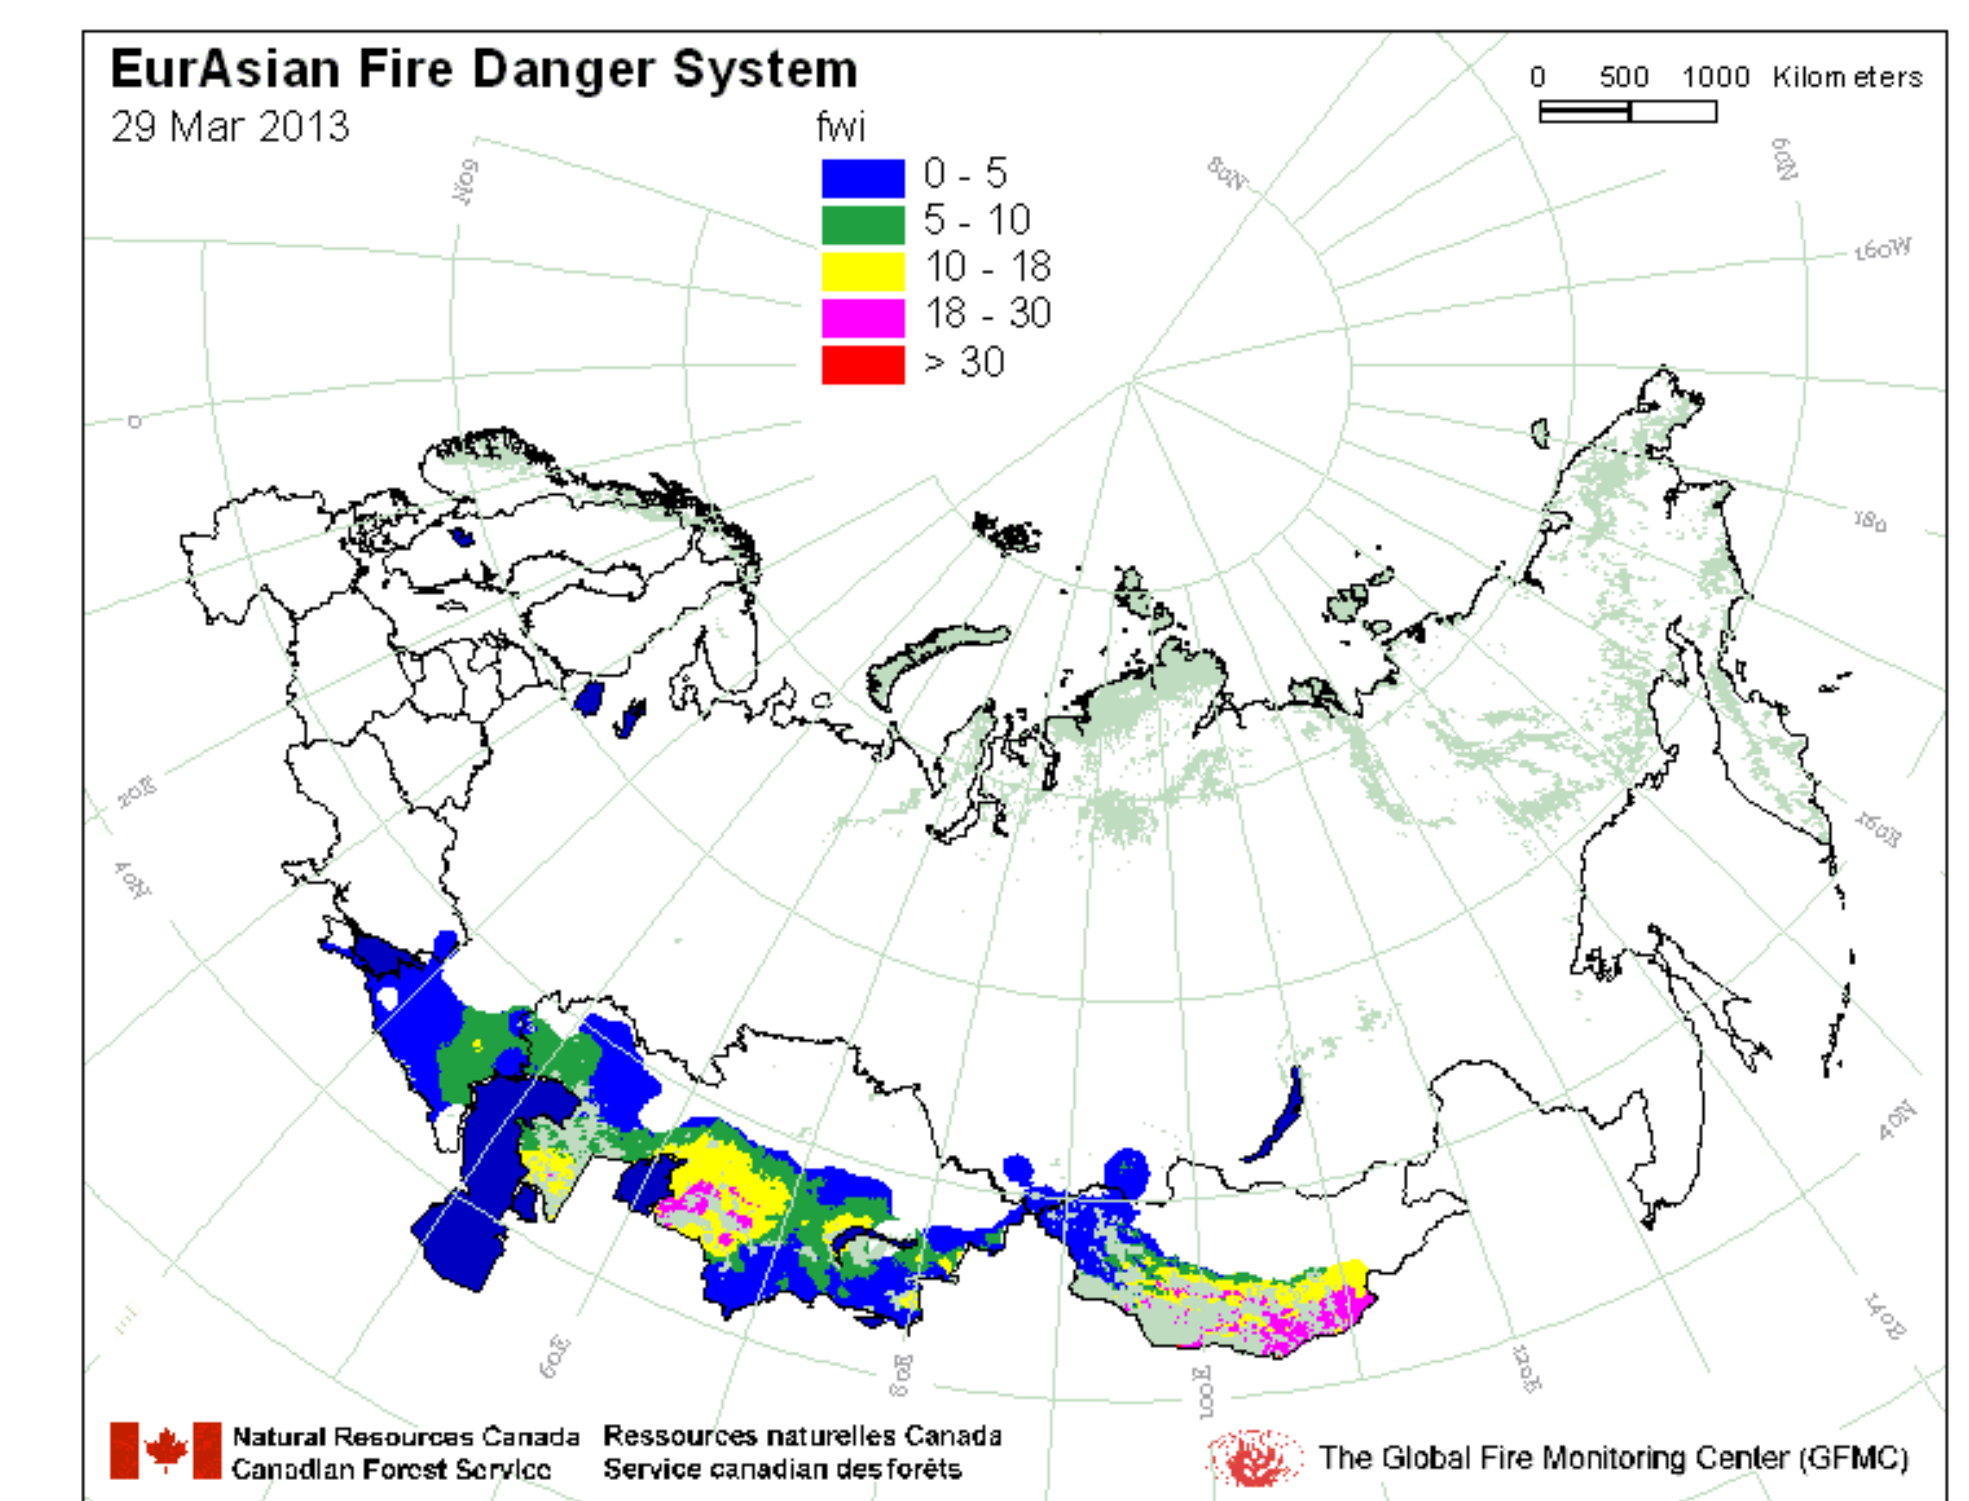 EurAsian Fire Danger System
29 Mar 2013
fwi
0 - 5
5 - 10
10 - 18
18 - 30
> 30
0 500 1000 Kilometers
60N
80N
60N
160W
0
180
20E
160E
40N
40N
140E
60E
80E
100E
120E
Natural Resources Canada
Canadian Forest Service
Ressources naturelles Canada
Service canadian des forêts
The Global Fire Monitoring Center (GFMC)